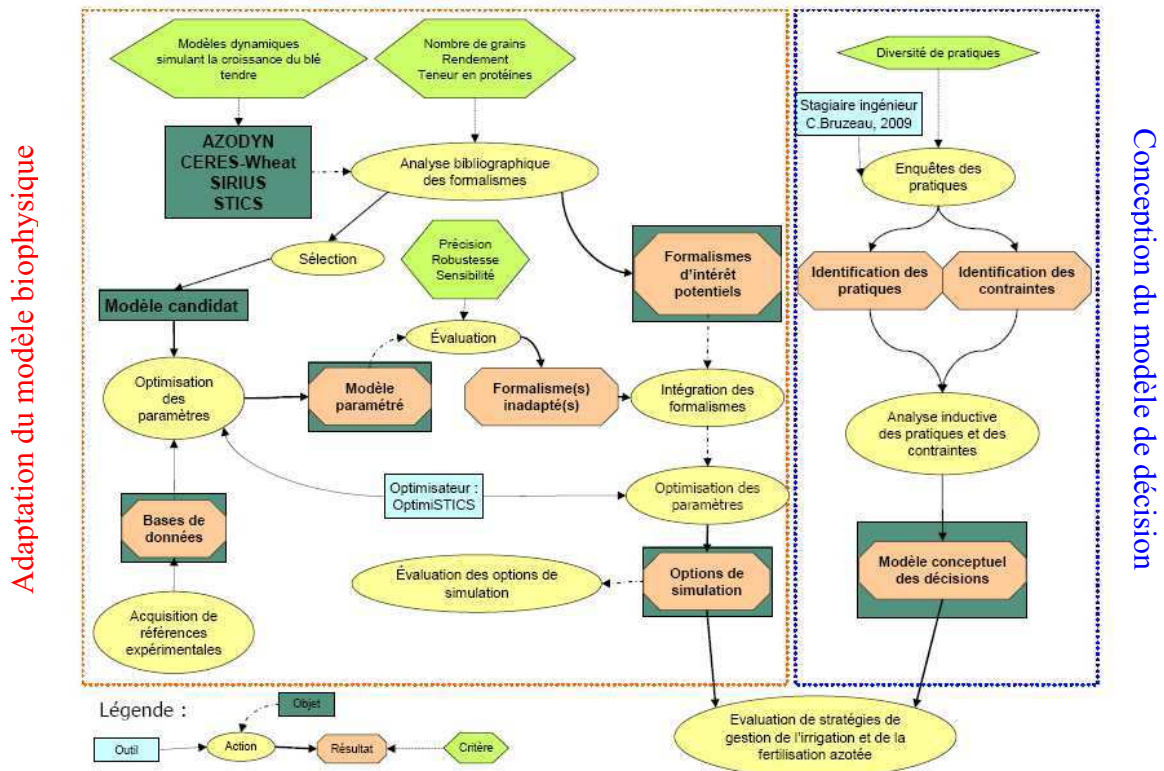 Adaptation du modèle biophysique
Modèles dynamiques
simulant la croissance du blé
tendre
Nombre de grains
Rendement
Teneur en protéines
AZODYN
CERES-Wheat
SIRIUS
STICS
Analyse bibliographique
des formalismes
Sélection
Précision
Robustesse
Sensibilité
Formalismes
d'intérêt
potentiels
Modèle candidat
Évaluation
Optimisation
des
paramètres
Modèle
paramétré
Formalisme(s)
inadapté(s)
Intégration des
formalismes
Optimiseur :
OptimiSTICS
Optimisation des
paramètres
Bases de
données
Évaluation des options de
simulation
Options de
simulation
Acquisition de
références
expérimentales
Diversité de pratiques
Stagiaire ingénieur
C.Bruzeau, 2009
Enquêtes des
pratiques
Identification des
pratiques
Identification des
contraintes
Analyse inductive
des pratiques et des
contraintes
Modèle conceptuel
des décisions
Conception du modèle de décision
Evaluation de stratégies de
gestion de l'irrigation et de la
fertilisation azotée
Légende :
Objet
Outil
Action
Résultat
Critère